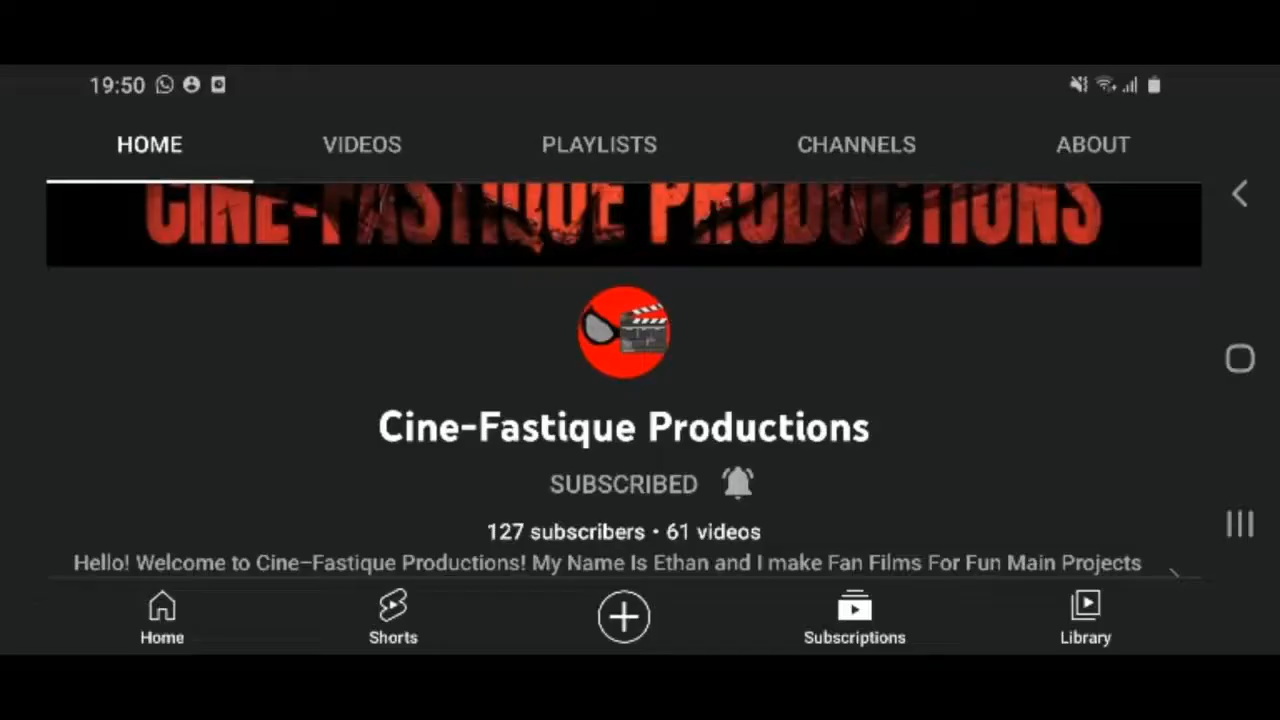 19:50
HOME VIDEOS PLAYLISTS CHANNELS ABOUT
CINE-FASTIQUE PRODUCTIONS
Cine-Fastique Productions
SUBSCRIBED
127 subscribers • 61 videos
Hello! Welcome to Cine-Fastique Productions! My Name Is Ethan and I make Fan Films For Fun Main Projects
Home Shorts Subscriptions Library